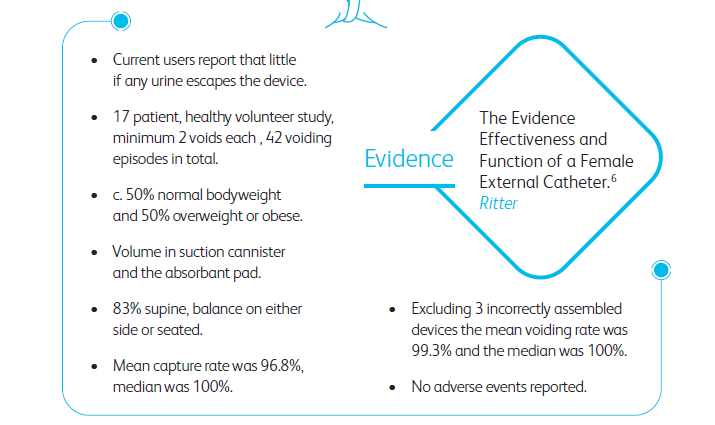 • Current users report that little
if any urine escapes the device.
• 17 patient, healthy volunteer study,
minimum 2 voids each , 42 voiding
episodes in total.
• c. 50% normal bodyweight
and 50% overweight or obese.
• Volume in suction cannister
and the absorbant pad.
• 83% supine, balance on either
side or seated.
• Mean capture rate was 96.8%,
median was 100%.
Evidence
The Evidence
Effectiveness and
Function of a Female
External Catheter.6
Ritter
• Excluding 3 incorrectly assembled
devices the mean voiding rate was
99.3% and the median was 100%.
• No adverse events reported.